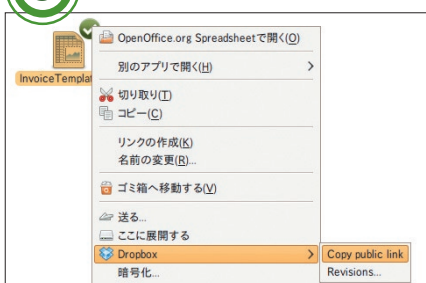 InvoiceTemplat
OpenOffice.org Spreadsheetで開く(O)
別のアプリで開く(H)
切り取り(T)
コピー(C)
リンクの作成(K)
名前の変更(R)...
ゴミ箱へ移動する(V)
送る...
ここに展開する
Dropbox
Copy public link
暗号化...
Revisions...